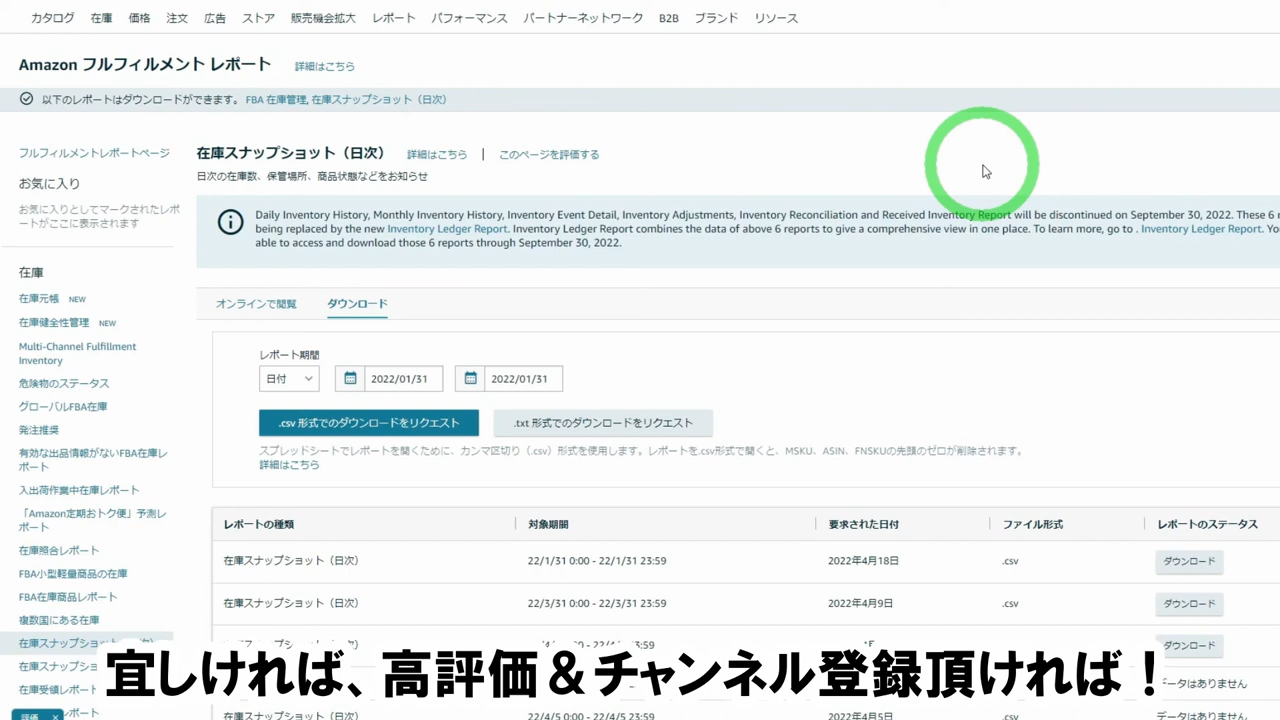 カタログ 在庫 価格 注文 広告 ストア 販売機会拡大 レポート パフォーマンス パートナーネットワーク B2B ブランド リソース
Amazon フルフィルメント レポート 詳細はこちら
以下のレポートはダウンロードができます。 FBA 在庫管理, 在庫スナップショット（日次）
フルフィルメントレポートページ
お気に入り
お気に入りとしてマークされたレポ
ートがここに表示されます
在庫
在庫元帳 NEW
在庫健全性管理 NEW
Multi-Channel Fulfillment
Inventory
危険物のステータス
グローバルFBA在庫
発注推奨
有効な出品情報がないFBA在庫レ
ポート
入出荷作業中在庫レポート
「Amazon定期おトク便」予測レ
ポート
在庫照合レポート
FBA小型軽量商品の在庫
FBA在庫商品レポート
複数国にある在庫
在庫スナップショ
在庫スナップショ
在庫受領レポ
レポート
評価 ×
在庫スナップショット（日次） 詳細はこちら | このページを評価する
日次の在庫数、保管場所、商品状態などをお知らせ
Daily Inventory History, Monthly Inventory History, Inventory Event Detail, Inventory Adjustments, Inventory Reconciliation and Received Inventory Report will be discontinued on September 30, 2022. These 6
being replaced by the new Inventory Ledger Report. Inventory Ledger Report combines the data of above 6 reports to give a comprehensive view in one place. To learn more, go to . Inventory Ledger Report. Yo
able to access and download those 6 reports through September 30, 2022.
オンラインで閲覧 ダウンロード
レポート期間
日付 2022/01/31 2022/01/31
.csv 形式でのダウンロードをリクエスト .txt 形式でのダウンロードをリクエスト
スプレッドシートでレポートを開くために、カンマ区切り（.csv）形式を使用します。レポートを.csv形式で開くと、MSKU、ASIN、FNSKUの先頭のゼロが削除されます。
詳細はこちら
レポートの種類 対象期間 要求された日付 ファイル形式 レポートのステータス
在庫スナップショット（日次） 22/1/31 0:00 - 22/1/31 23:59 2022年4月18日 .csv ダウンロード
在庫スナップショット（日次） 22/3/31 0:00 - 22/3/31 23:59 2022年4月9日 .csv ダウンロード
ダウンロード
データはありません
在庫スナップショット（日次） 22/4/5 0:00 - 22/4/5 23:59 2022年4月5日 .csv データはありません
宜しければ、高評価＆チャンネル登録頂ければ！